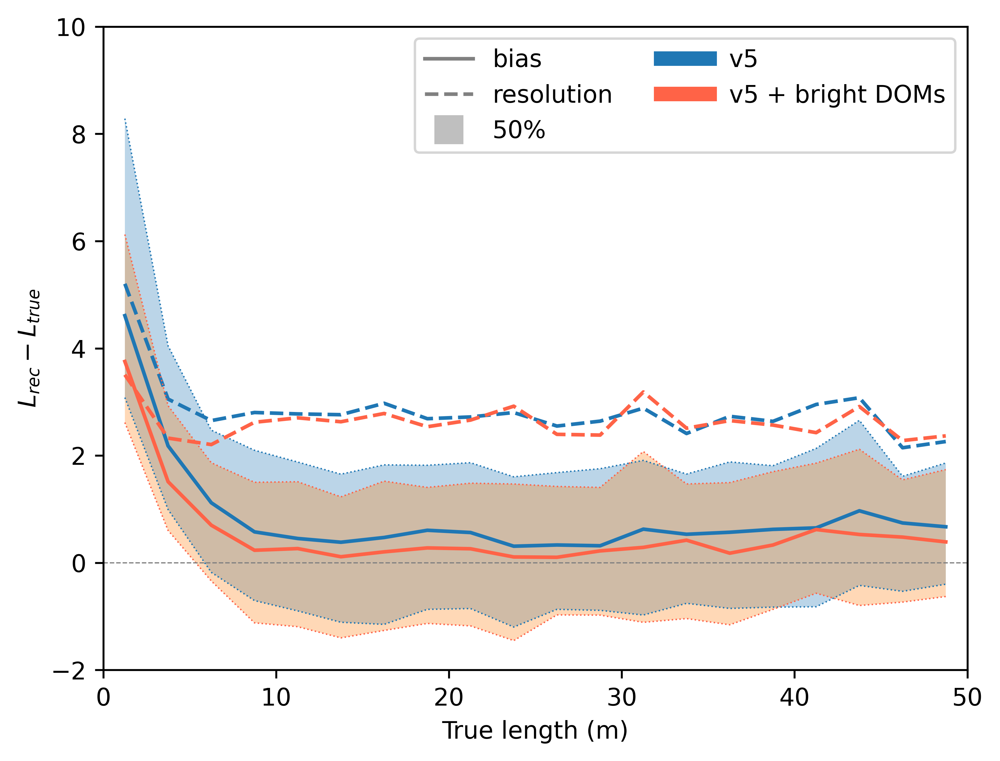 10
8
6
4
2
0
−2
L_rec − L_true
bias
resolution
50%
v5
v5 + bright DOMs
0 10 20 30 40 50
True length (m)